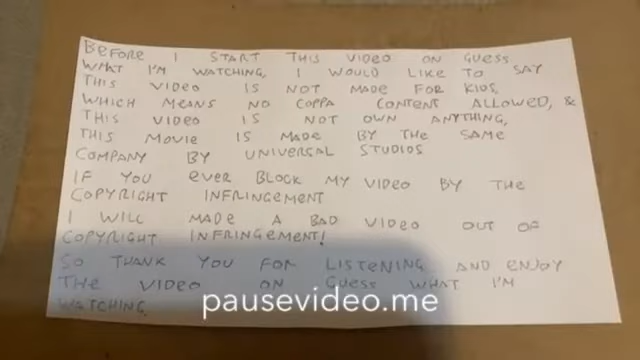 BEFORE I START THIS VIDEO ON GUESS
WHAT I'M WATCHING, I WOULD LIKE TO SAY
THIS VIDEO IS NOT MADE FOR KIDS,
WHICH MEANS NO COPPA CONTENT ALLOWED, &
THIS VIDEO IS NOT OWN ANYTHING,
THIS MOVIE IS MADE BY THE SAME
COMPANY BY UNIVERSAL STUDIOS
IF YOU EVER BLOCK MY VIDEO BY THE
COPYRIGHT INFRINGEMENT
I WILL MADE A BAD VIDEO OUT OF
COPYRIGHT INFRINGEMENT!
SO THANK YOU FOR LISTENING AND ENJOY
THE VIDEO ON GUESS WHAT I'M
WATCHING
pausevideo.me